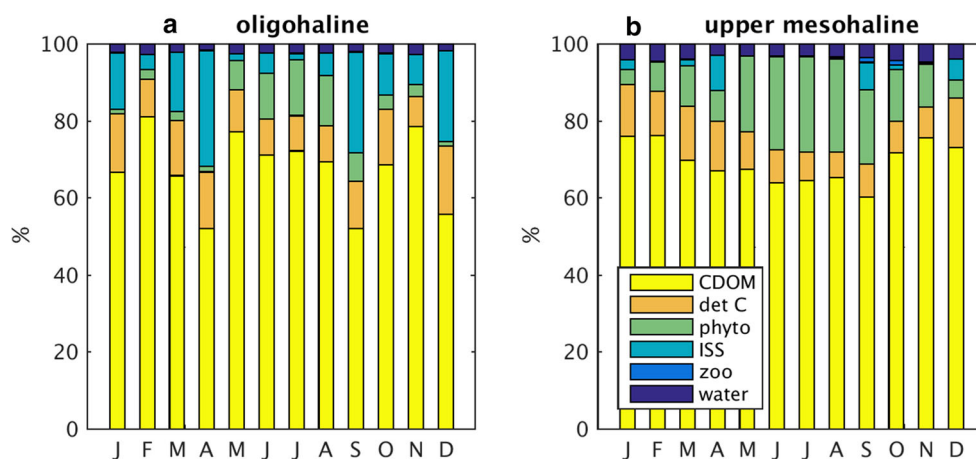 a oligohaline
100
80
60
40
20
0
%
J F M A M J J A S O N D
b upper mesohaline
100
80
60
40
20
0
%
CDOM
det C
phyto
ISS
zoo
water
J F M A M J J A S O N D